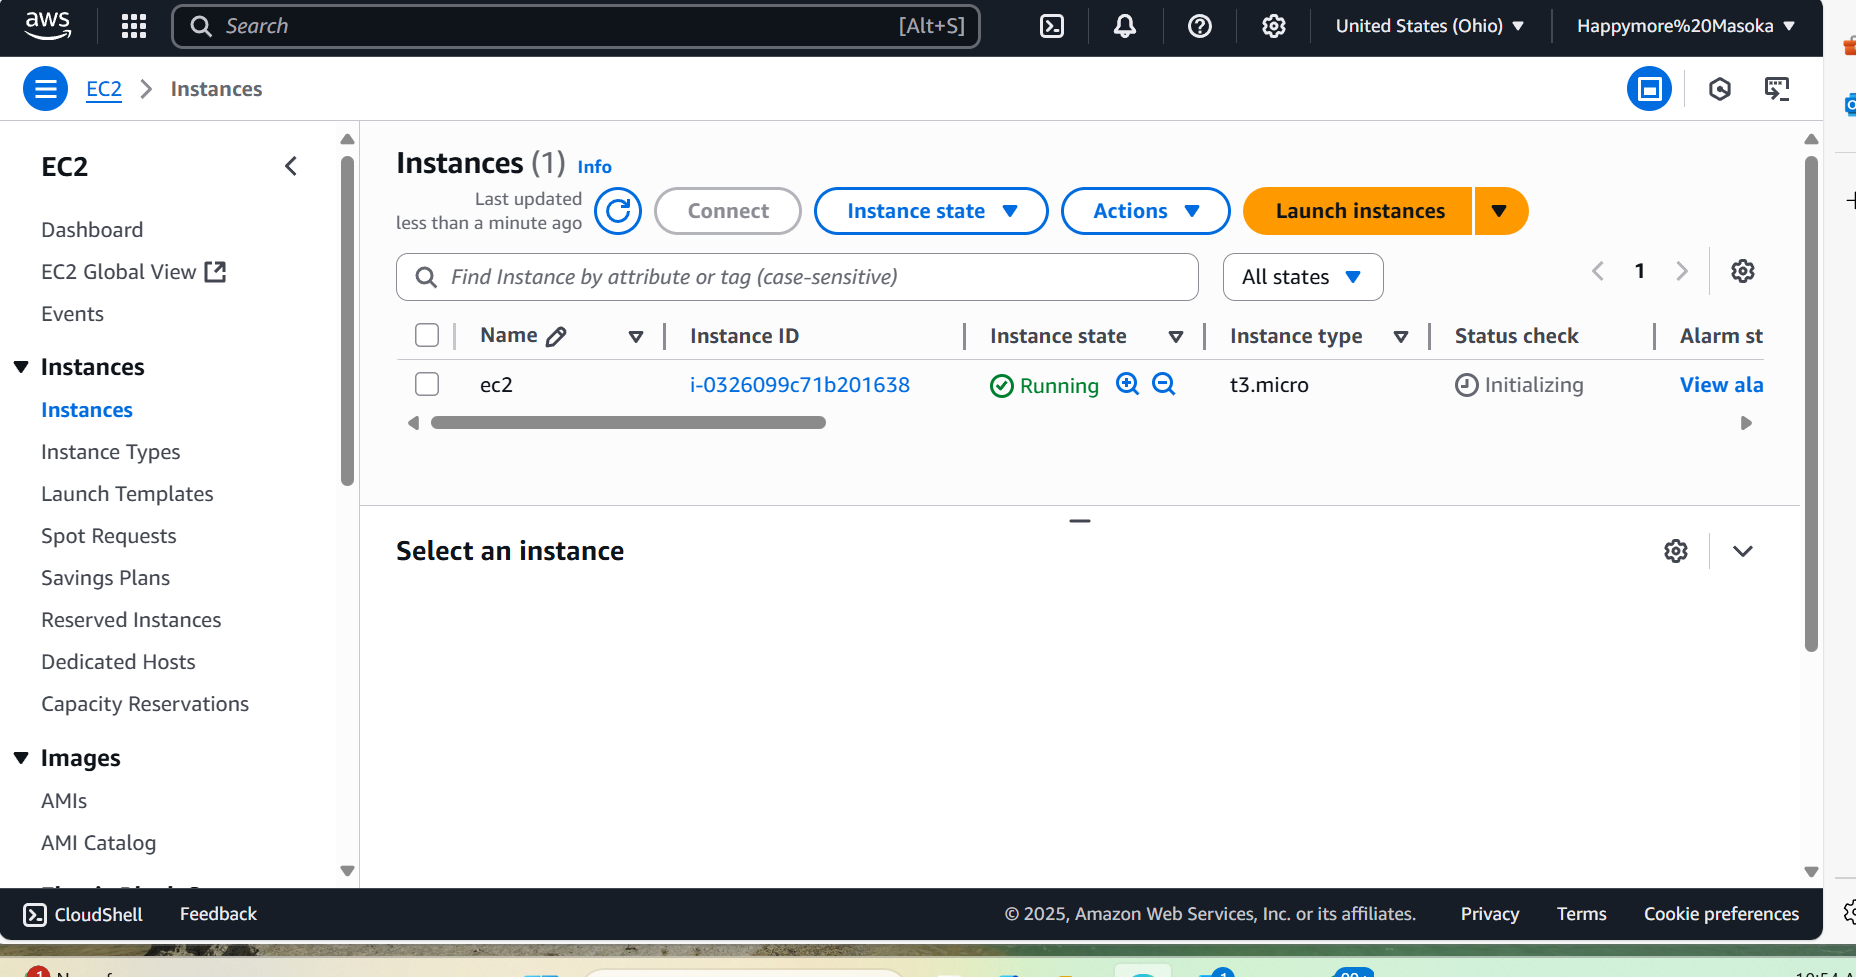 aws
Search
[Alt+S]
United States (Ohio)
Happymore%20Masoka
EC2
Instances
EC2
Dashboard
EC2 Global View
Events
Instances
Instances
Instance Types
Launch Templates
Spot Requests
Savings Plans
Reserved Instances
Dedicated Hosts
Capacity Reservations
Images
AMIs
AMI Catalog
Instances (1) Info
Last updated
less than a minute ago
Connect
Instance state
Actions
Launch instances
Find Instance by attribute or tag (case-sensitive)
All states
1
Name Instance ID Instance state Instance type Status check Alarm st
ec2 i-0326099c71b201638 Running t3.micro Initializing View ala
Select an instance
CloudShell Feedback © 2025, Amazon Web Services, Inc. or its affiliates. Privacy Terms Cookie preferences
1
1